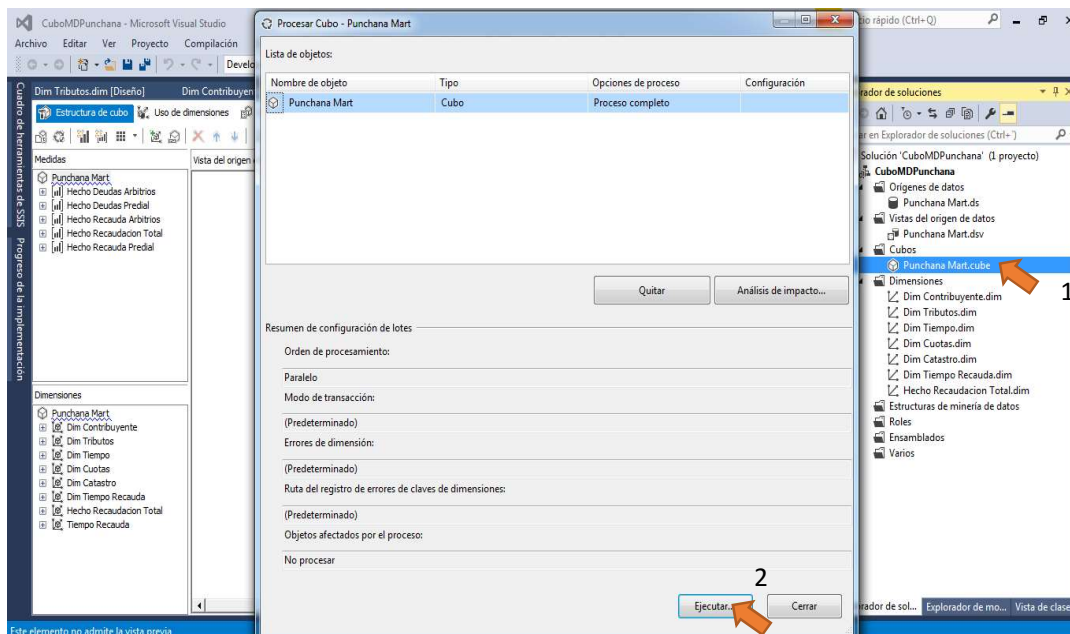 CuboMDPunchana - Microsoft Visual Studio
Archivo Editar Ver Proyecto Compilación
Develo
Cuadro de herramientas de SSIS
Progreso de la implementación
Dim Tributos.dim [Diseño] Dim Contribuyen
Estructura de cubo Uso de dimensiones
Medidas
Vista del origen
Punchana Mart
Hecho Deudas Arbitrios
Hecho Deudas Predial
Hecho Recauda Arbitrios
Hecho Recaudacion Total
Hecho Recauda Predial
Dimensiones
Punchana Mart
Dim Contribuyente
Dim Tributos
Dim Tiempo
Dim Cuotas
Dim Catastro
Dim Tiempo Recauda
Hecho Recaudacion Total
Tiempo Recauda
Este elemento no admite la vista previa
Procesar Cubo - Punchana Mart
Lista de objetos:
Nombre de objeto Tipo Opciones de proceso Configuración
Punchana Mart Cubo Proceso completo
Quitar Análisis de impacto...
Resumen de configuración de lotes
Orden de procesamiento:
Paralelo
Modo de transacción:
(Predeterminado)
Errores de dimensión:
(Predeterminado)
Ruta del registro de errores de claves de dimensiones:
(Predeterminado)
Objetos afectados por el proceso:
No procesar
2
Ejecutar... Cerrar
cio rápido (Ctrl+Q)
rador de soluciones
ar en Explorador de soluciones (Ctrl+´)
Solución 'CuboMDPunchana' (1 proyecto)
CuboMDPunchana
Orígenes de datos
Punchana Mart.ds
Vistas del origen de datos
Punchana Mart.dsv
Cubos
Punchana Mart.cube
1
Dimensiones
Dim Contribuyente.dim
Dim Tributos.dim
Dim Tiempo.dim
Dim Cuotas.dim
Dim Catastro.dim
Dim Tiempo Recauda.dim
Hecho Recaudacion Total.dim
Estructuras de minería de datos
Roles
Ensamblados
Varios
rador de sol... Explorador de mo... Vista de clase